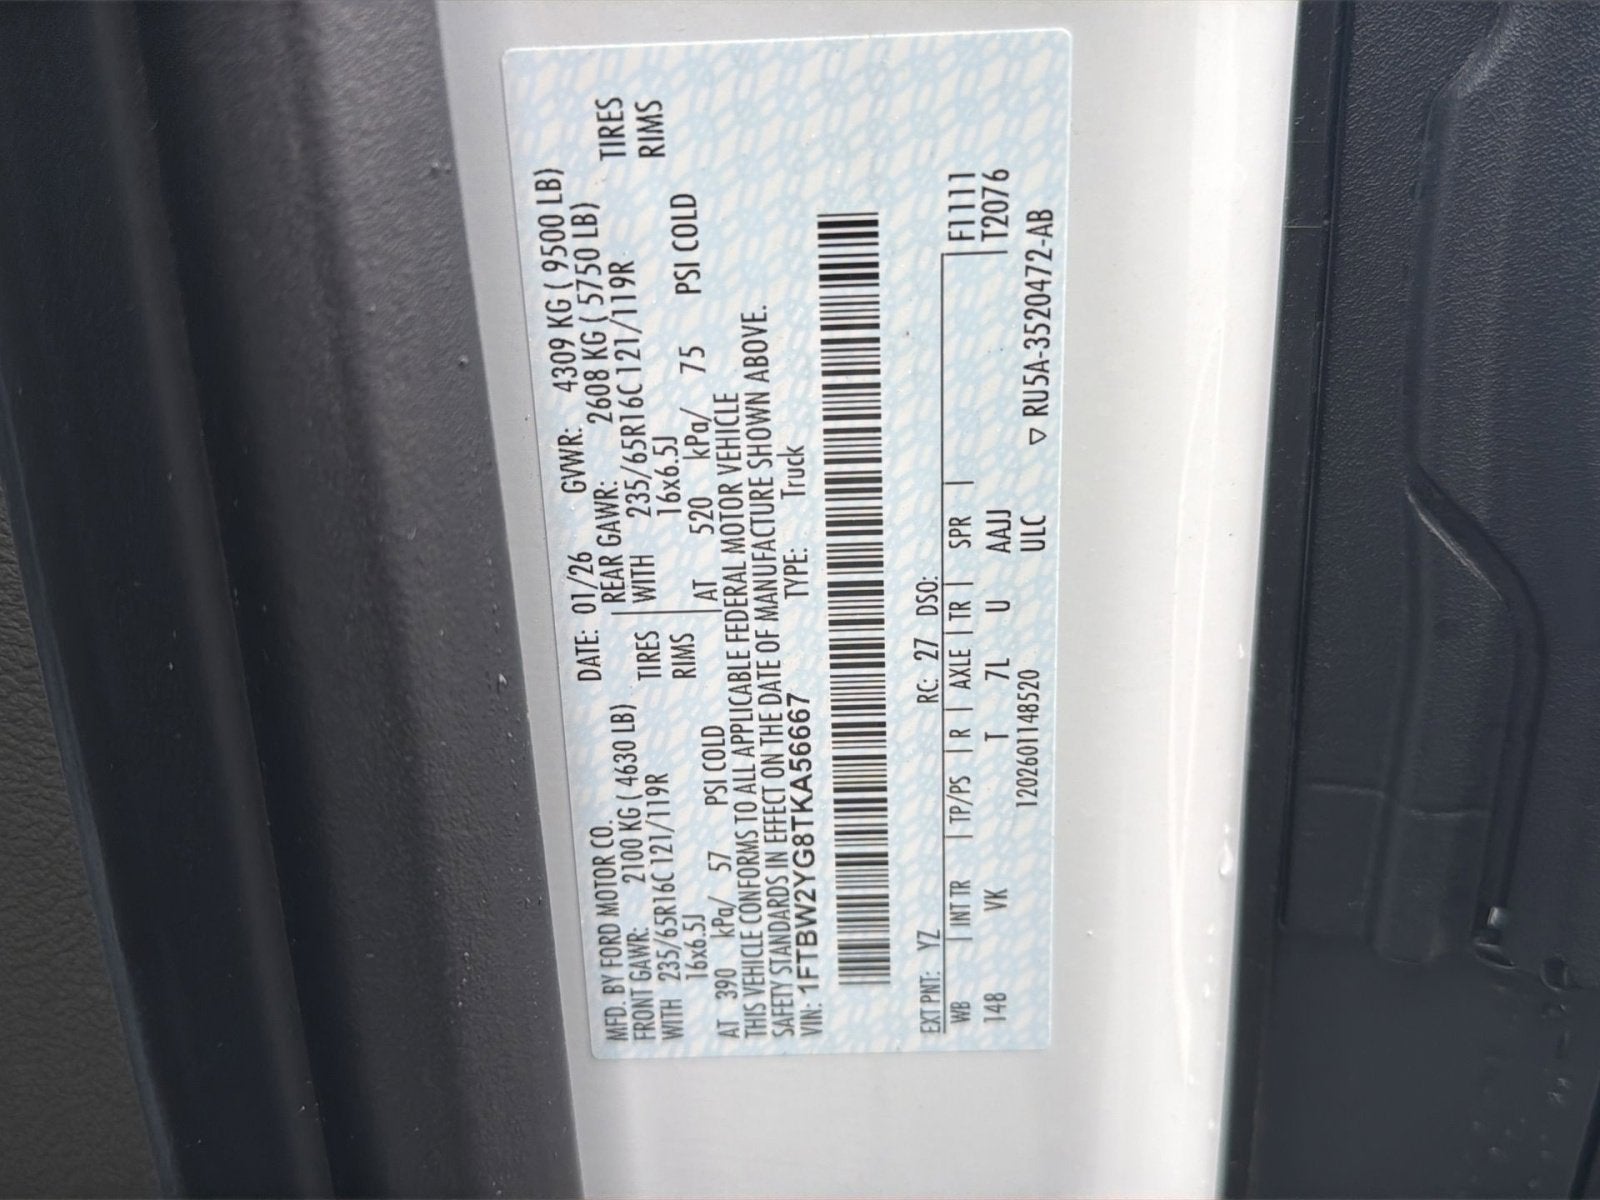 MFD. BY FORD MOTOR CO. DATE: 01/26 GVWR: 4309 KG ( 9500 LB)
FRONT GAWR: 2100 KG ( 4630 LB) REAR GAWR: 2608 KG ( 5750 LB)
WITH 235/65R16C 121/119R TIRES WITH 235/65R16C 121/119R TIRES
16x6.5J RIMS 16x6.5J RIMS
AT 390 kPa/ 57 PSI COLD AT 520 kPa/ 75 PSI COLD
THIS VEHICLE CONFORMS TO ALL APPLICABLE FEDERAL MOTOR VEHICLE
SAFETY STANDARDS IN EFFECT ON THE DATE OF MANUFACTURE SHOWN ABOVE.
VIN: 1FTBW2YG8TKA56667 TYPE: Truck
EXT PNT: YZ RC: 27 DSO: F1111
WB INT TR TP/PS R AXLE TR SPR T2076
148 VK T 7L U AAJJ
1202601148520 ULC ▽ RU5A-3520472-AB